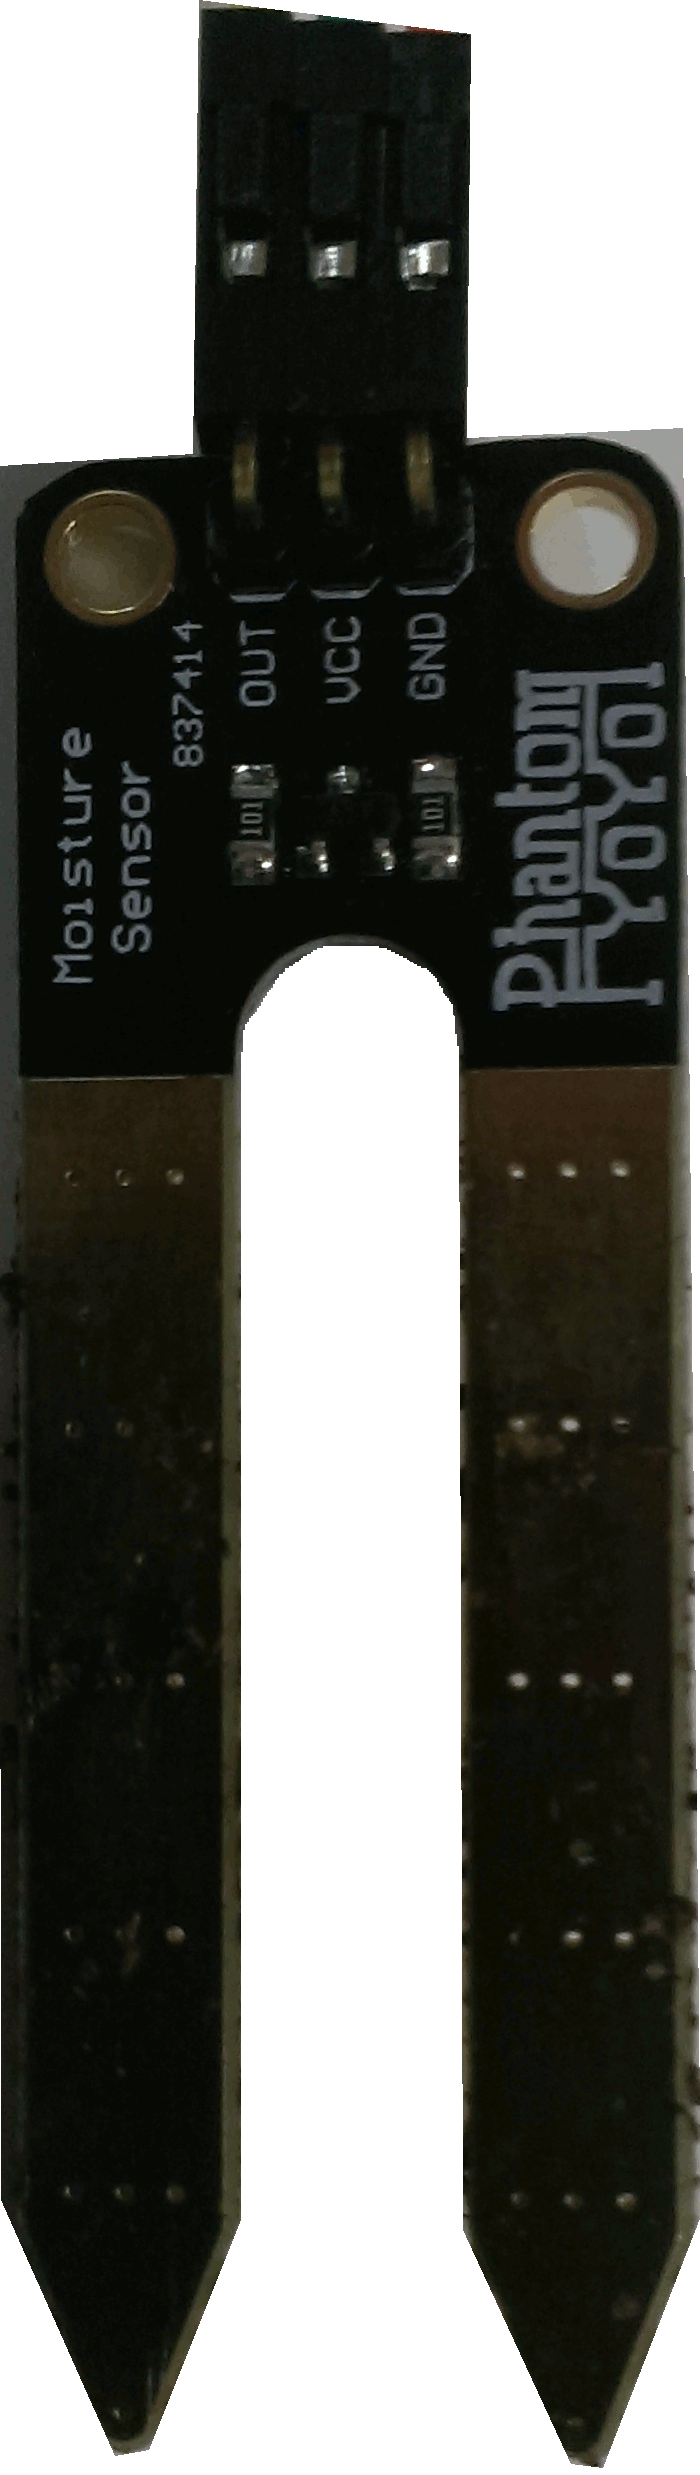 OUT
VCC
GND
837414
Moisture
Sensor
101
101
Phantom
YOYO